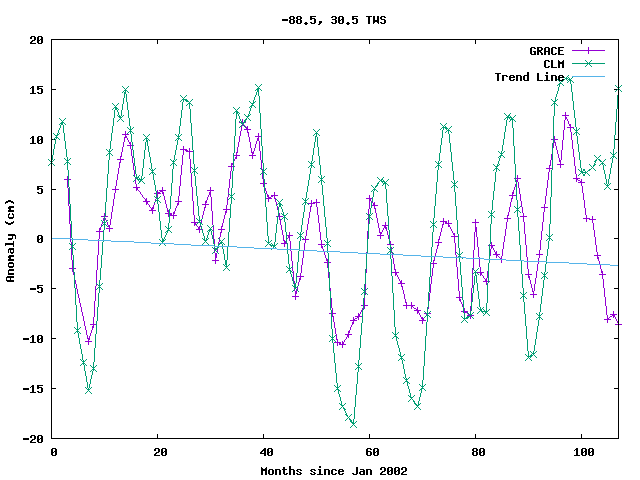 -88.5, 30.5 TWS
GRACE
CLM
Trend Line
20
15
10
5
0
-5
-10
-15
-20
Anomaly (cm)
0 20 40 60 80 100
Months since Jan 2002